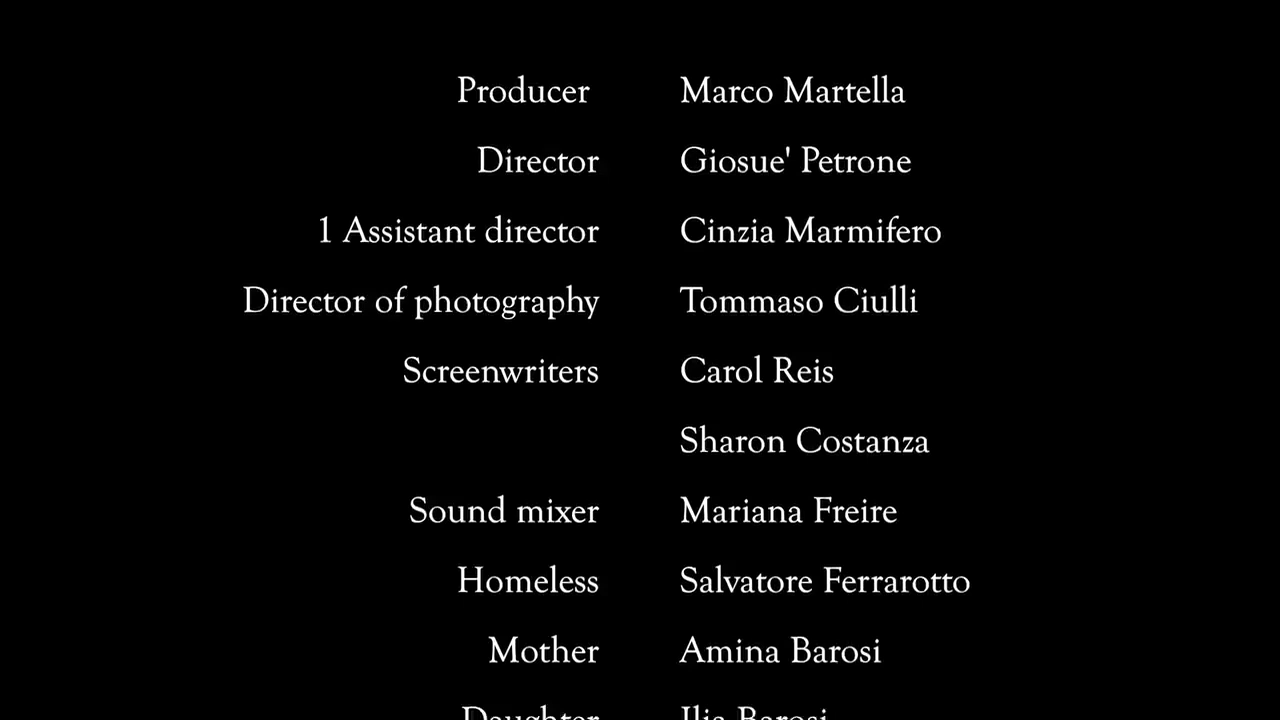 Producer Marco Martella
Director Giosue' Petrone
1 Assistant director Cinzia Marmifero
Director of photography Tommaso Ciulli
Screenwriters Carol Reis
Sharon Costanza
Sound mixer Mariana Freire
Homeless Salvatore Ferrarotto
Mother Amina Barosi
Daughter Ilia Barosi